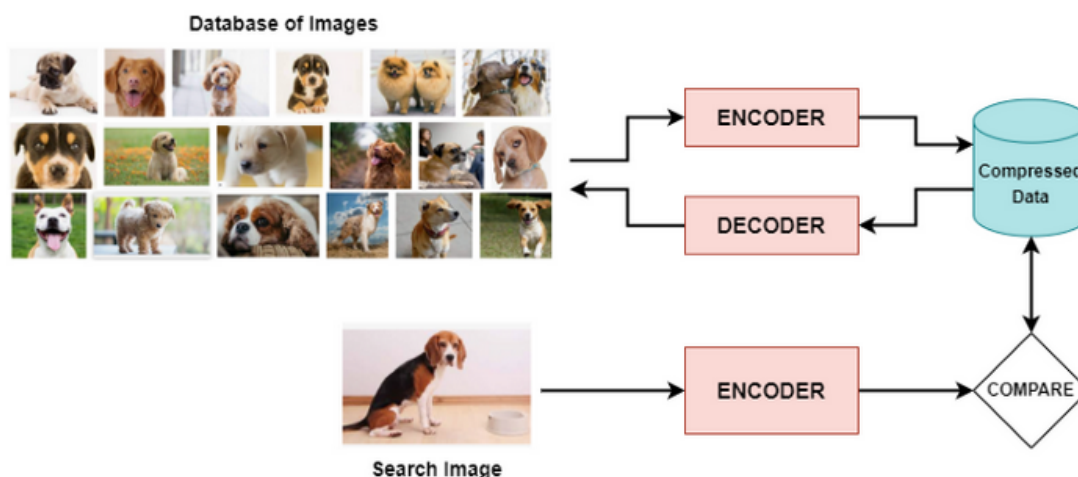 Database of Images
ENCODER
Compressed
Data
DECODER
ENCODER
COMPARE
Search Image